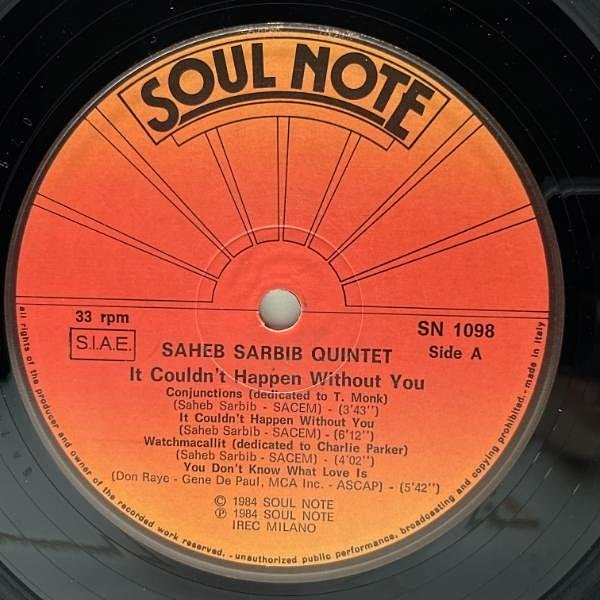 SOUL NOTE
33 rpm
S.I.A.E.
SN 1098
Side A
SAHEB SARBIB QUINTET
It Couldn't Happen Without You
Conjunctions (dedicated to T. Monk)
(Saheb Sarbib - SACEM) - (3'43")
It Couldn't Happen Without You
(Saheb Sarbib - SACEM) - (6'12")
Watchmacallit (dedicated to Charlie Parker)
(Saheb Sarbib - SACEM) - (4'02")
You Don't Know What Love Is
(Don Raye - Gene De Paul, MCA Inc. - ASCAP) - (5'42")
© 1984 SOUL NOTE
℗ 1984 SOUL NOTE
IREC MILANO
all rights of the producer and owner of the recorded work reserved. - unauthorized public performance, broadcasting and copying prohibited. - made in Italy